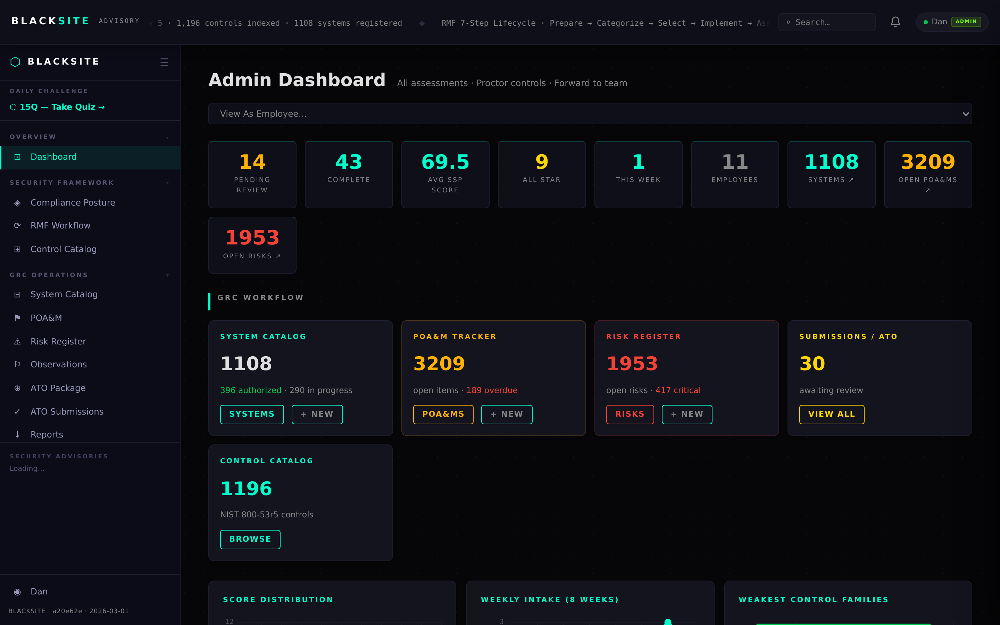 BLACKSITE ADVISORY
5 · 1,196 controls indexed · 1108 systems registered ◆ RMF 7-Step Lifecycle · Prepare → Categorize → Select → Implement →
Search…
Dan ADMIN
BLACKSITE
DAILY CHALLENGE
15Q — Take Quiz →
OVERVIEW
Dashboard
SECURITY FRAMEWORK
Compliance Posture
RMF Workflow
Control Catalog
GRC OPERATIONS
System Catalog
POA&M
Risk Register
Observations
ATO Package
ATO Submissions
Reports
SECURITY ADVISORIES
Loading…
Dan
BLACKSITE · a20e62e · 2026-03-01
Admin Dashboard
All assessments · Proctor controls · Forward to team
View As Employee…
14
PENDING
REVIEW
43
COMPLETE
69.5
AVG SSP
SCORE
9
ALL STAR
1
THIS WEEK
11
EMPLOYEES
1108
SYSTEMS ↗
3209
OPEN POA&MS
↗
1953
OPEN RISKS ↗
GRC WORKFLOW
SYSTEM CATALOG
1108
396 authorized · 290 in progress
SYSTEMS
+ NEW
POA&M TRACKER
3209
open items · 189 overdue
POA&MS
+ NEW
RISK REGISTER
1953
open risks · 417 critical
RISKS
+ NEW
SUBMISSIONS / ATO
30
awaiting review
VIEW ALL
CONTROL CATALOG
1196
NIST 800-53r5 controls
BROWSE
SCORE DISTRIBUTION
12
WEEKLY INTAKE (8 WEEKS)
3
WEAKEST CONTROL FAMILIES